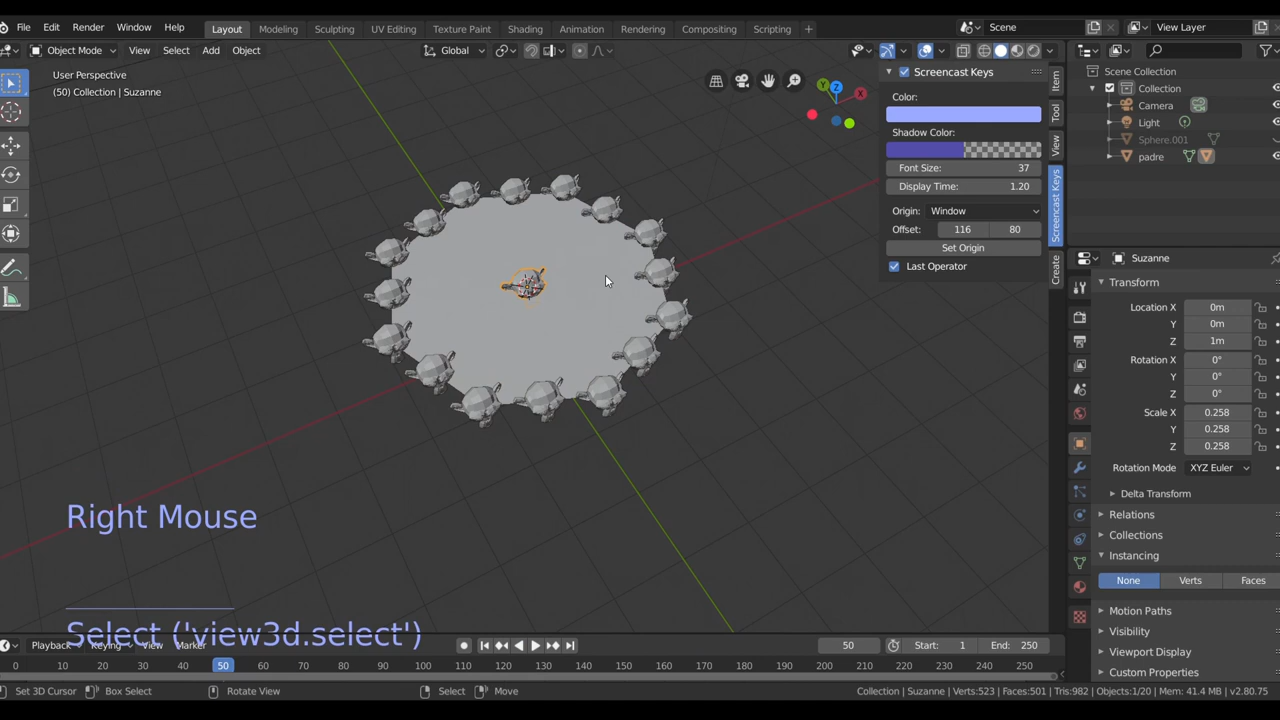 File Edit Render Window Help Layout Modeling Sculpting UV Editing Texture Paint Shading Animation Rendering Compositing Scripting + Scene View Layer
Object Mode View Select Add Object Global
User Perspective
(50) Collection | Suzanne
Z
Y
X
Screencast Keys
Color:
Shadow Color:
Font Size: 37
Display Time: 1.20
Origin: Window
Offset: 116 80
Set Origin
Last Operator
Item
Tool
View
Screencast Keys
Create
Scene Collection
Collection
Camera
Light
Sphere.001
padre
Suzanne
Transform
Location X 0m
Y 0m
Z 1m
Rotation X 0°
Y 0°
Z 0°
Scale X 0.258
Y 0.258
Z 0.258
Rotation Mode XYZ Euler
Delta Transform
Relations
Collections
Instancing
None Verts Faces
Motion Paths
Visibility
Viewport Display
Custom Properties
Right Mouse
Select ('view3d.select')
Playback Keying View Marker 50 Start: 1 End: 250
0 10 20 30 40 50 60 70 80 90 100 110 120 130 140 150 160 170 180 190 200 210 220 230 240 250
Set 3D Cursor Box Select Rotate View Select Move Collection | Suzanne | Verts:523 | Faces:501 | Tris:982 | Objects:1/20 | Mem: 41.4 MB | v2.80.75